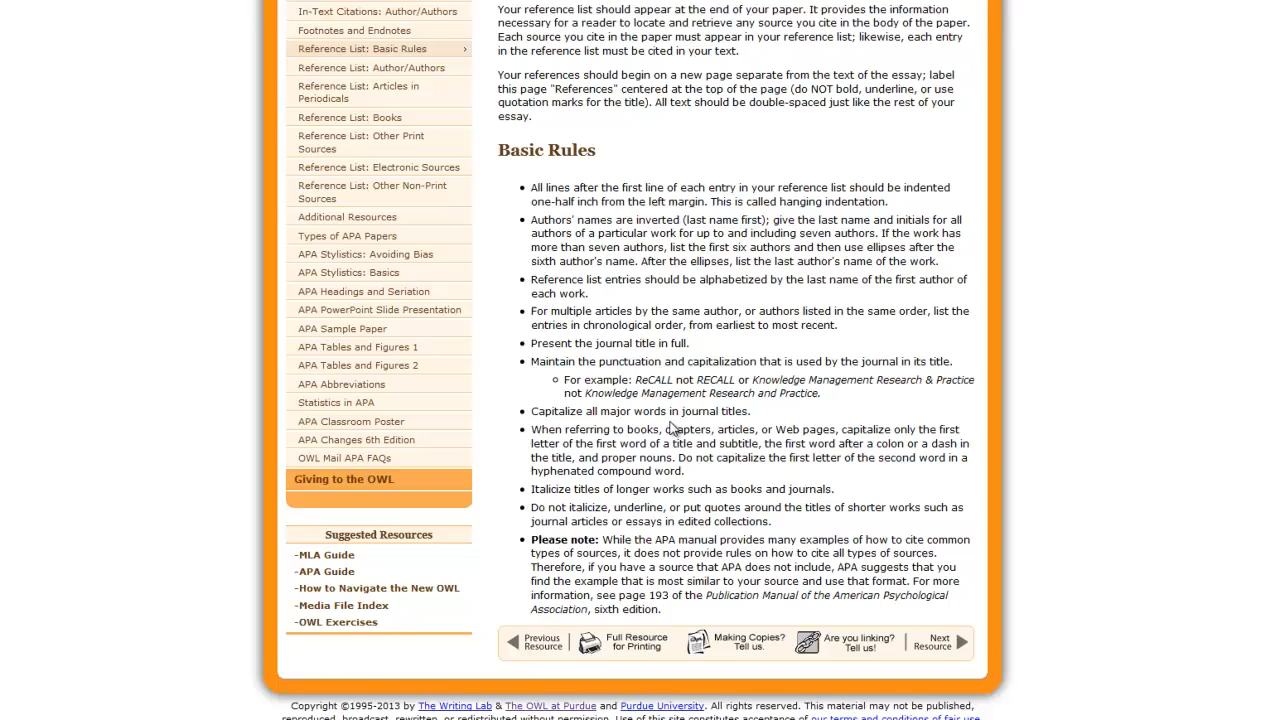 In-Text Citations: Author/Authors
Footnotes and Endnotes
Reference List: Basic Rules
Reference List: Author/Authors
Reference List: Articles in
Periodicals
Reference List: Books
Reference List: Other Print
Sources
Reference List: Electronic Sources
Reference List: Other Non-Print
Sources
Additional Resources
Types of APA Papers
APA Stylistics: Avoiding Bias
APA Stylistics: Basics
APA Headings and Seriation
APA PowerPoint Slide Presentation
APA Sample Paper
APA Tables and Figures 1
APA Tables and Figures 2
APA Abbreviations
Statistics in APA
APA Classroom Poster
APA Changes 6th Edition
OWL Mail APA FAQs
Giving to the OWL
Suggested Resources
-MLA Guide
-APA Guide
-How to Navigate the New OWL
-Media File Index
-OWL Exercises
Your reference list should appear at the end of your paper. It provides the information
necessary for a reader to locate and retrieve any source you cite in the body of the paper.
Each source you cite in the paper must appear in your reference list; likewise, each entry
in the reference list must be cited in your text.
Your references should begin on a new page separate from the text of the essay; label
this page "References" centered at the top of the page (do NOT bold, underline, or use
quotation marks for the title). All text should be double-spaced just like the rest of your
essay.
Basic Rules
• All lines after the first line of each entry in your reference list should be indented
one-half inch from the left margin. This is called hanging indentation.
• Authors' names are inverted (last name first); give the last name and initials for all
authors of a particular work for up to and including seven authors. If the work has
more than seven authors, list the first six authors and then use ellipses after the
sixth author's name. After the ellipses, list the last author's name of the work.
• Reference list entries should be alphabetized by the last name of the first author of
each work.
• For multiple articles by the same author, or authors listed in the same order, list the
entries in chronological order, from earliest to most recent.
• Present the journal title in full.
• Maintain the punctuation and capitalization that is used by the journal in its title.
○ For example: ReCALL not RECALL or Knowledge Management Research & Practice
not Knowledge Management Research and Practice.
• Capitalize all major words in journal titles.
• When referring to books, chapters, articles, or Web pages, capitalize only the first
letter of the first word of a title and subtitle, the first word after a colon or a dash in
the title, and proper nouns. Do not capitalize the first letter of the second word in a
hyphenated compound word.
• Italicize titles of longer works such as books and journals.
• Do not italicize, underline, or put quotes around the titles of shorter works such as
journal articles or essays in edited collections.
• Please note: While the APA manual provides many examples of how to cite common
types of sources, it does not provide rules on how to cite all types of sources.
Therefore, if you have a source that APA does not include, APA suggests that you
find the example that is most similar to your source and use that format. For more
information, see page 193 of the Publication Manual of the American Psychological
Association, sixth edition.
Previous
Resource
Full Resource
for Printing
Making Copies?
Tell us.
Are you linking?
Tell us!
Next
Resource
Copyright ©1995-2013 by The Writing Lab & The OWL at Purdue and Purdue University. All rights reserved. This material may not be published,
reproduced, broadcast, rewritten, or redistributed without permission. Use of this site constitutes acceptance of our terms and conditions of fair use